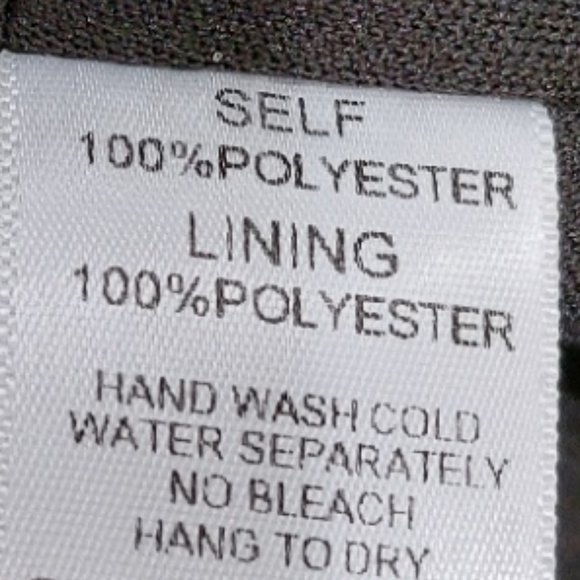 SELF
100%POLYESTER
LINING
100%POLYESTER
HAND WASH COLD
WATER SEPARATELY
NO BLEACH
HANG TO DRY